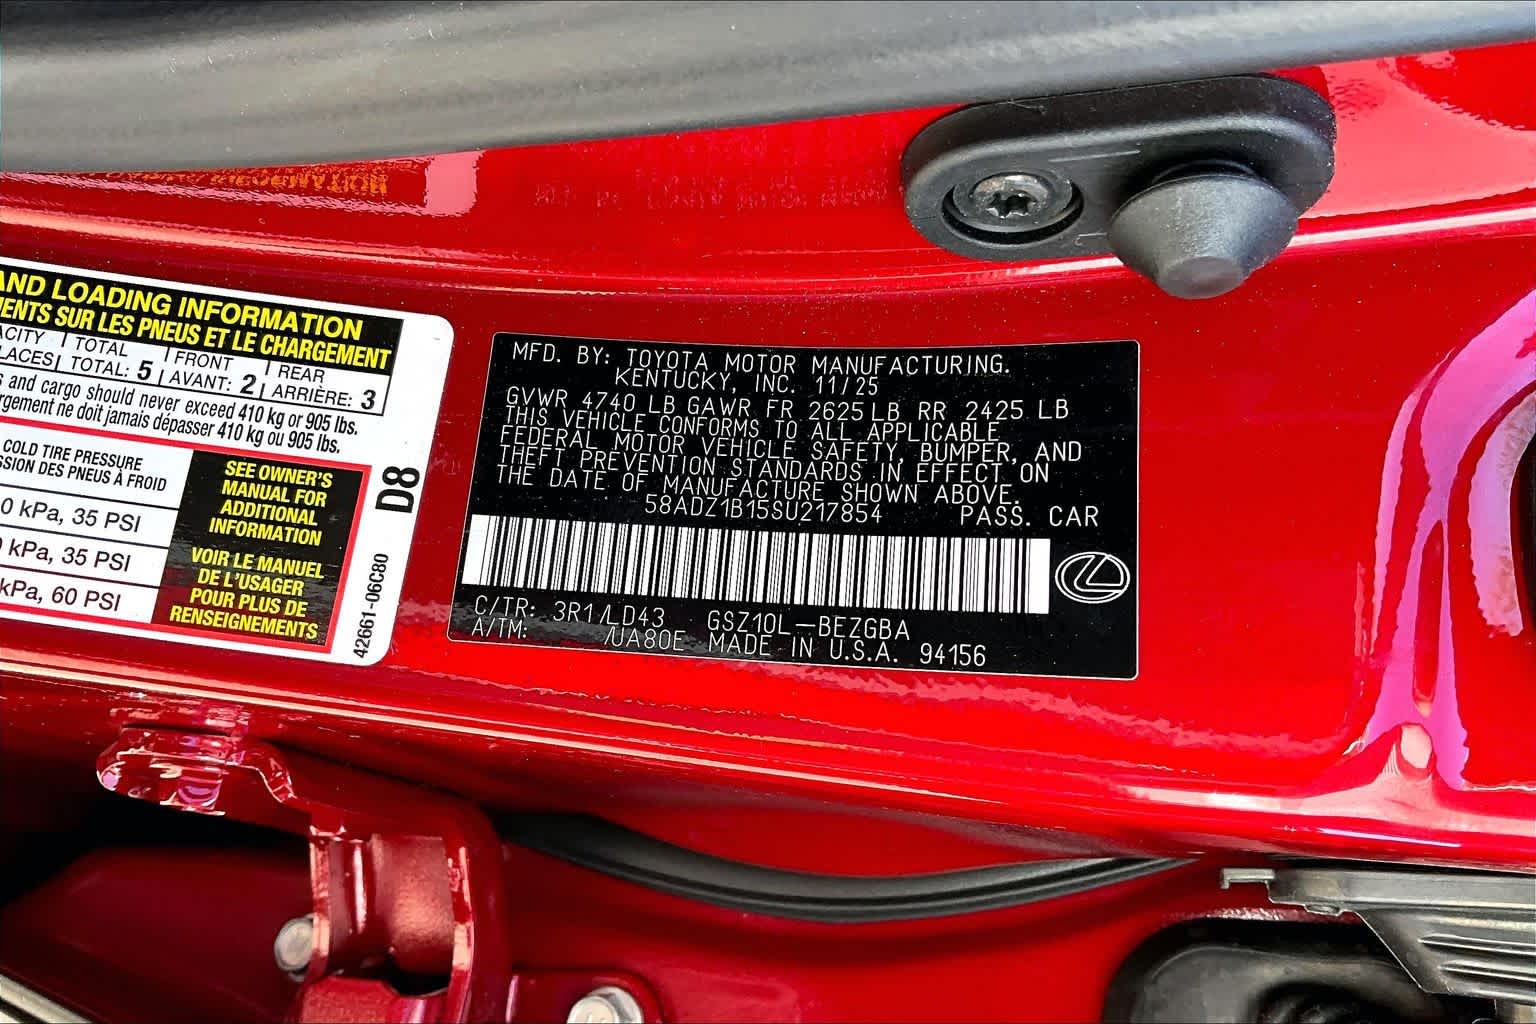 AND LOADING INFORMATION
MENTS SUR LES PNEUS ET LE CHARGEMENT
TOTAL FRONT REAR
TOTAL: 5 AVANT: 2 ARRIÈRE: 3
and cargo should never exceed 410 kg or 905 lbs.
ne doit jamais dépasser 410 kg ou 905 lbs.
COLD TIRE PRESSURE
DES PNEUS À FROID
0 kPa, 35 PSI
kPa, 35 PSI
kPa, 60 PSI
SEE OWNER'S
MANUAL FOR
ADDITIONAL
INFORMATION
VOIR LE MANUEL
DE L'USAGER
POUR PLUS DE
RENSEIGNEMENTS
D8
42661-06C80
MFD. BY: TOYOTA MOTOR MANUFACTURING.
KENTUCKY, INC. 11/25
GVWR 4740 LB GAWR FR 2625 LB RR 2425 LB
THIS VEHICLE CONFORMS TO ALL APPLICABLE
FEDERAL MOTOR VEHICLE SAFETY, BUMPER, AND
THEFT PREVENTION STANDARDS IN EFFECT ON
THE DATE OF MANUFACTURE SHOWN ABOVE.
58ADZ1B15SU217854 PASS. CAR
C/TR: 3R1/LD43 GSZ10L-BEZGBA
A/TM: /UA80E MADE IN U.S.A. 94156